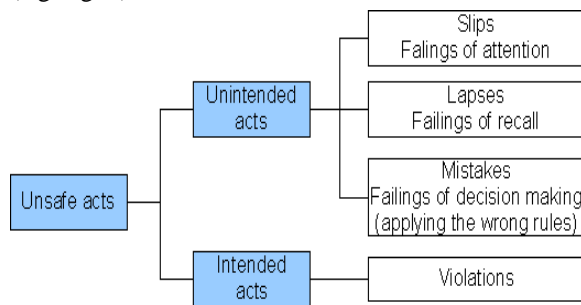 Slips
Falings of attention
Unintended
acts
Lapses
Failings of recall
Mistakes
Failings of decision making
(applying the wrong rules)
Unsafe acts
Intended
acts
Violations